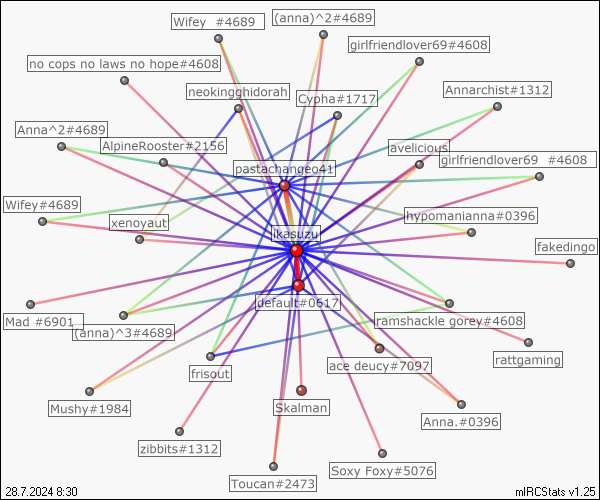 Wifey  #4689
(anna)^2#4689
girlfriendlover69#4608
no cops no laws no hope#4608
neokingghidorah
Cypha#1717
Annarchist#1312
Anna^2#4689
AlpineRooster#2156
avelicious
girlfriendlover69  #4608
pastachangeo41
Wifey#4689
xenoyaut
hypomanianna#0396
ikasuzu
fakedingo
default#0617
Mad #6901
(anna)^3#4689
ramshackle gorey#4608
rattgaming
frisout
ace deucy#7097
Mushy#1984
Skalman
Anna.#0396
zibbits#1312
Soxy Foxy#5076
Toucan#2473
28.7.2024 8:30
mIRCStats v1.25